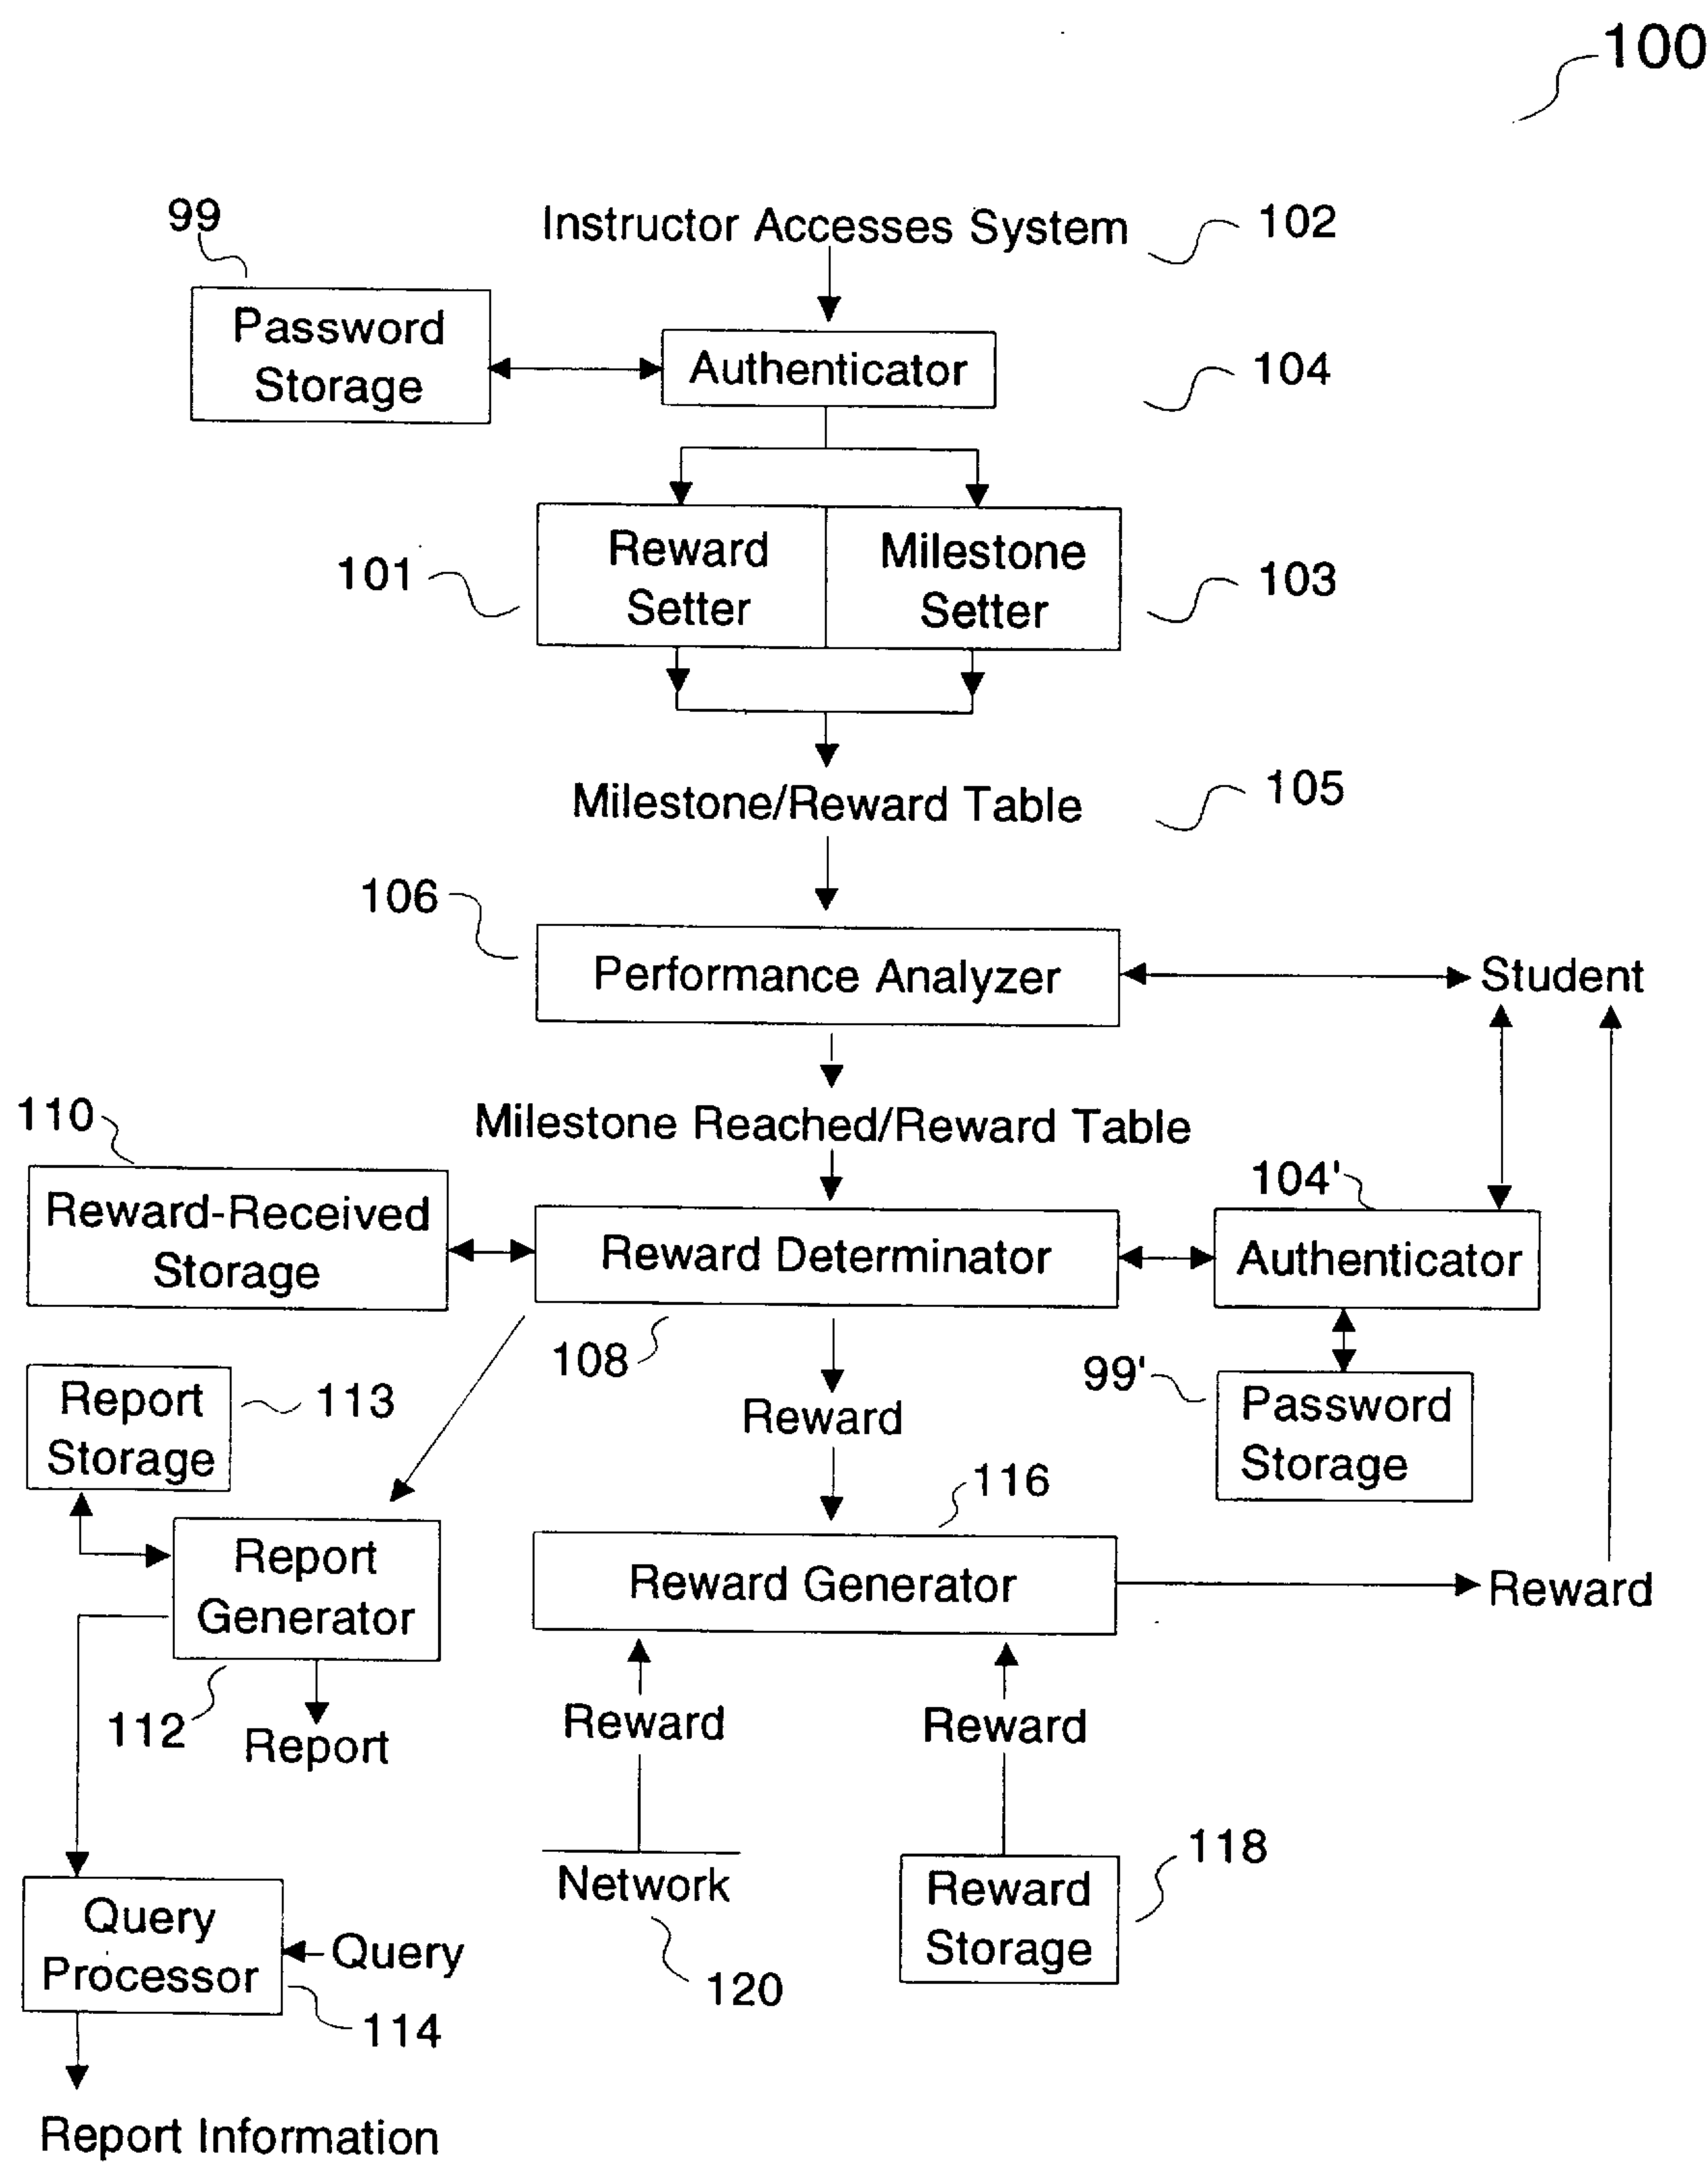 100
99
Instructor Accesses System
102
Password
Storage
Authenticator
104
101
Reward
Setter
Milestone
Setter
103
Milestone/Reward Table
105
106
Performance Analyzer
Student
Milestone Reached/Reward Table
110
Reward-Received
Storage
Reward Determinator
104'
Authenticator
108
99'
Password
Storage
Report
Storage
113
Reward
116
Report
Generator
Reward Generator
Reward
112
Report
Reward
Reward
Network
120
Reward
Storage
118
Query
Processor
Query
114
Report Information